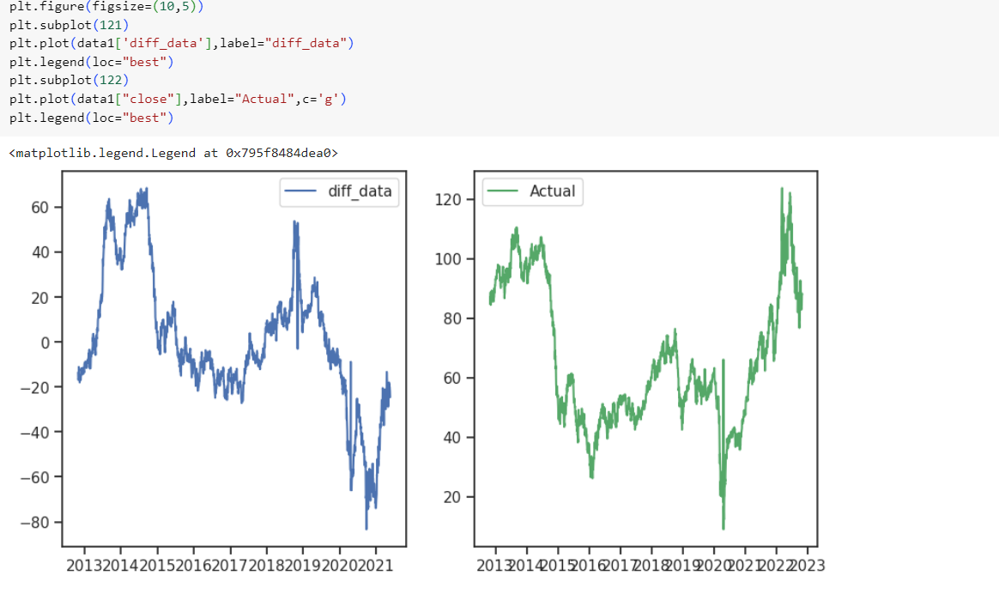 plt.figure(figsize=(10,5))
plt.subplot(121)
plt.plot(data1['diff_data'],label="diff_data")
plt.legend(loc="best")
plt.subplot(122)
plt.plot(data1["close"],label="Actual",c='g')
plt.legend(loc="best")
<matplotlib.legend.Legend at 0x795f8484dea0>
diff_data
60
40
20
0
−20
−40
−60
−80
2013 2014 2015 2016 2017 2018 2019 2020 2021
Actual
120
100
80
60
40
20
2013 2014 2015 2016 2017 2018 2019 2020 2021 2022 2023